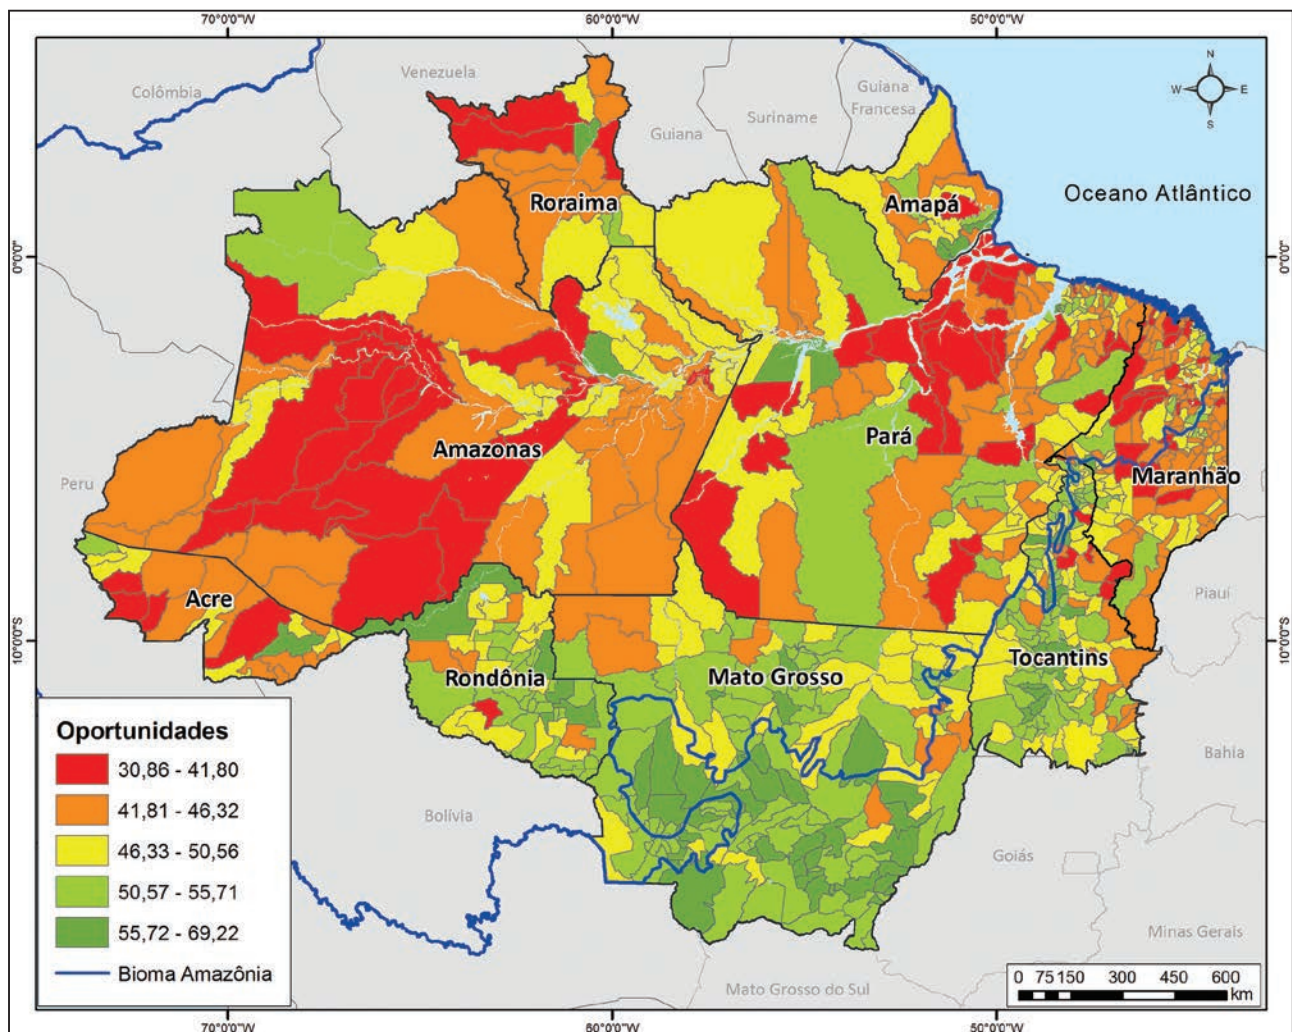 70°0'0"W
60°0'0"W
50°0'0"W
N
W
E
S
Venezuela
Colômbia
Guiana
Francesa
Suriname
Guiana
Oceano Atlântico
Roraima
Amapá
0°0'0"
0°0'0"
Amazonas
Pará
Maranhão
Peru
Piauí
Acre
10°0'0"S
10°0'0"S
Rondônia
Mato Grosso
Tocantins
Bahia
Bolívia
Goiás
Minas Gerais
Mato Grosso do Sul
Oportunidades
30,86 - 41,80
41,81 - 46,32
46,33 - 50,56
50,57 - 55,71
55,72 - 69,22
Bioma Amazônia
0 75 150 300 450 600
km
70°0'0"W
60°0'0"W
50°0'0"W